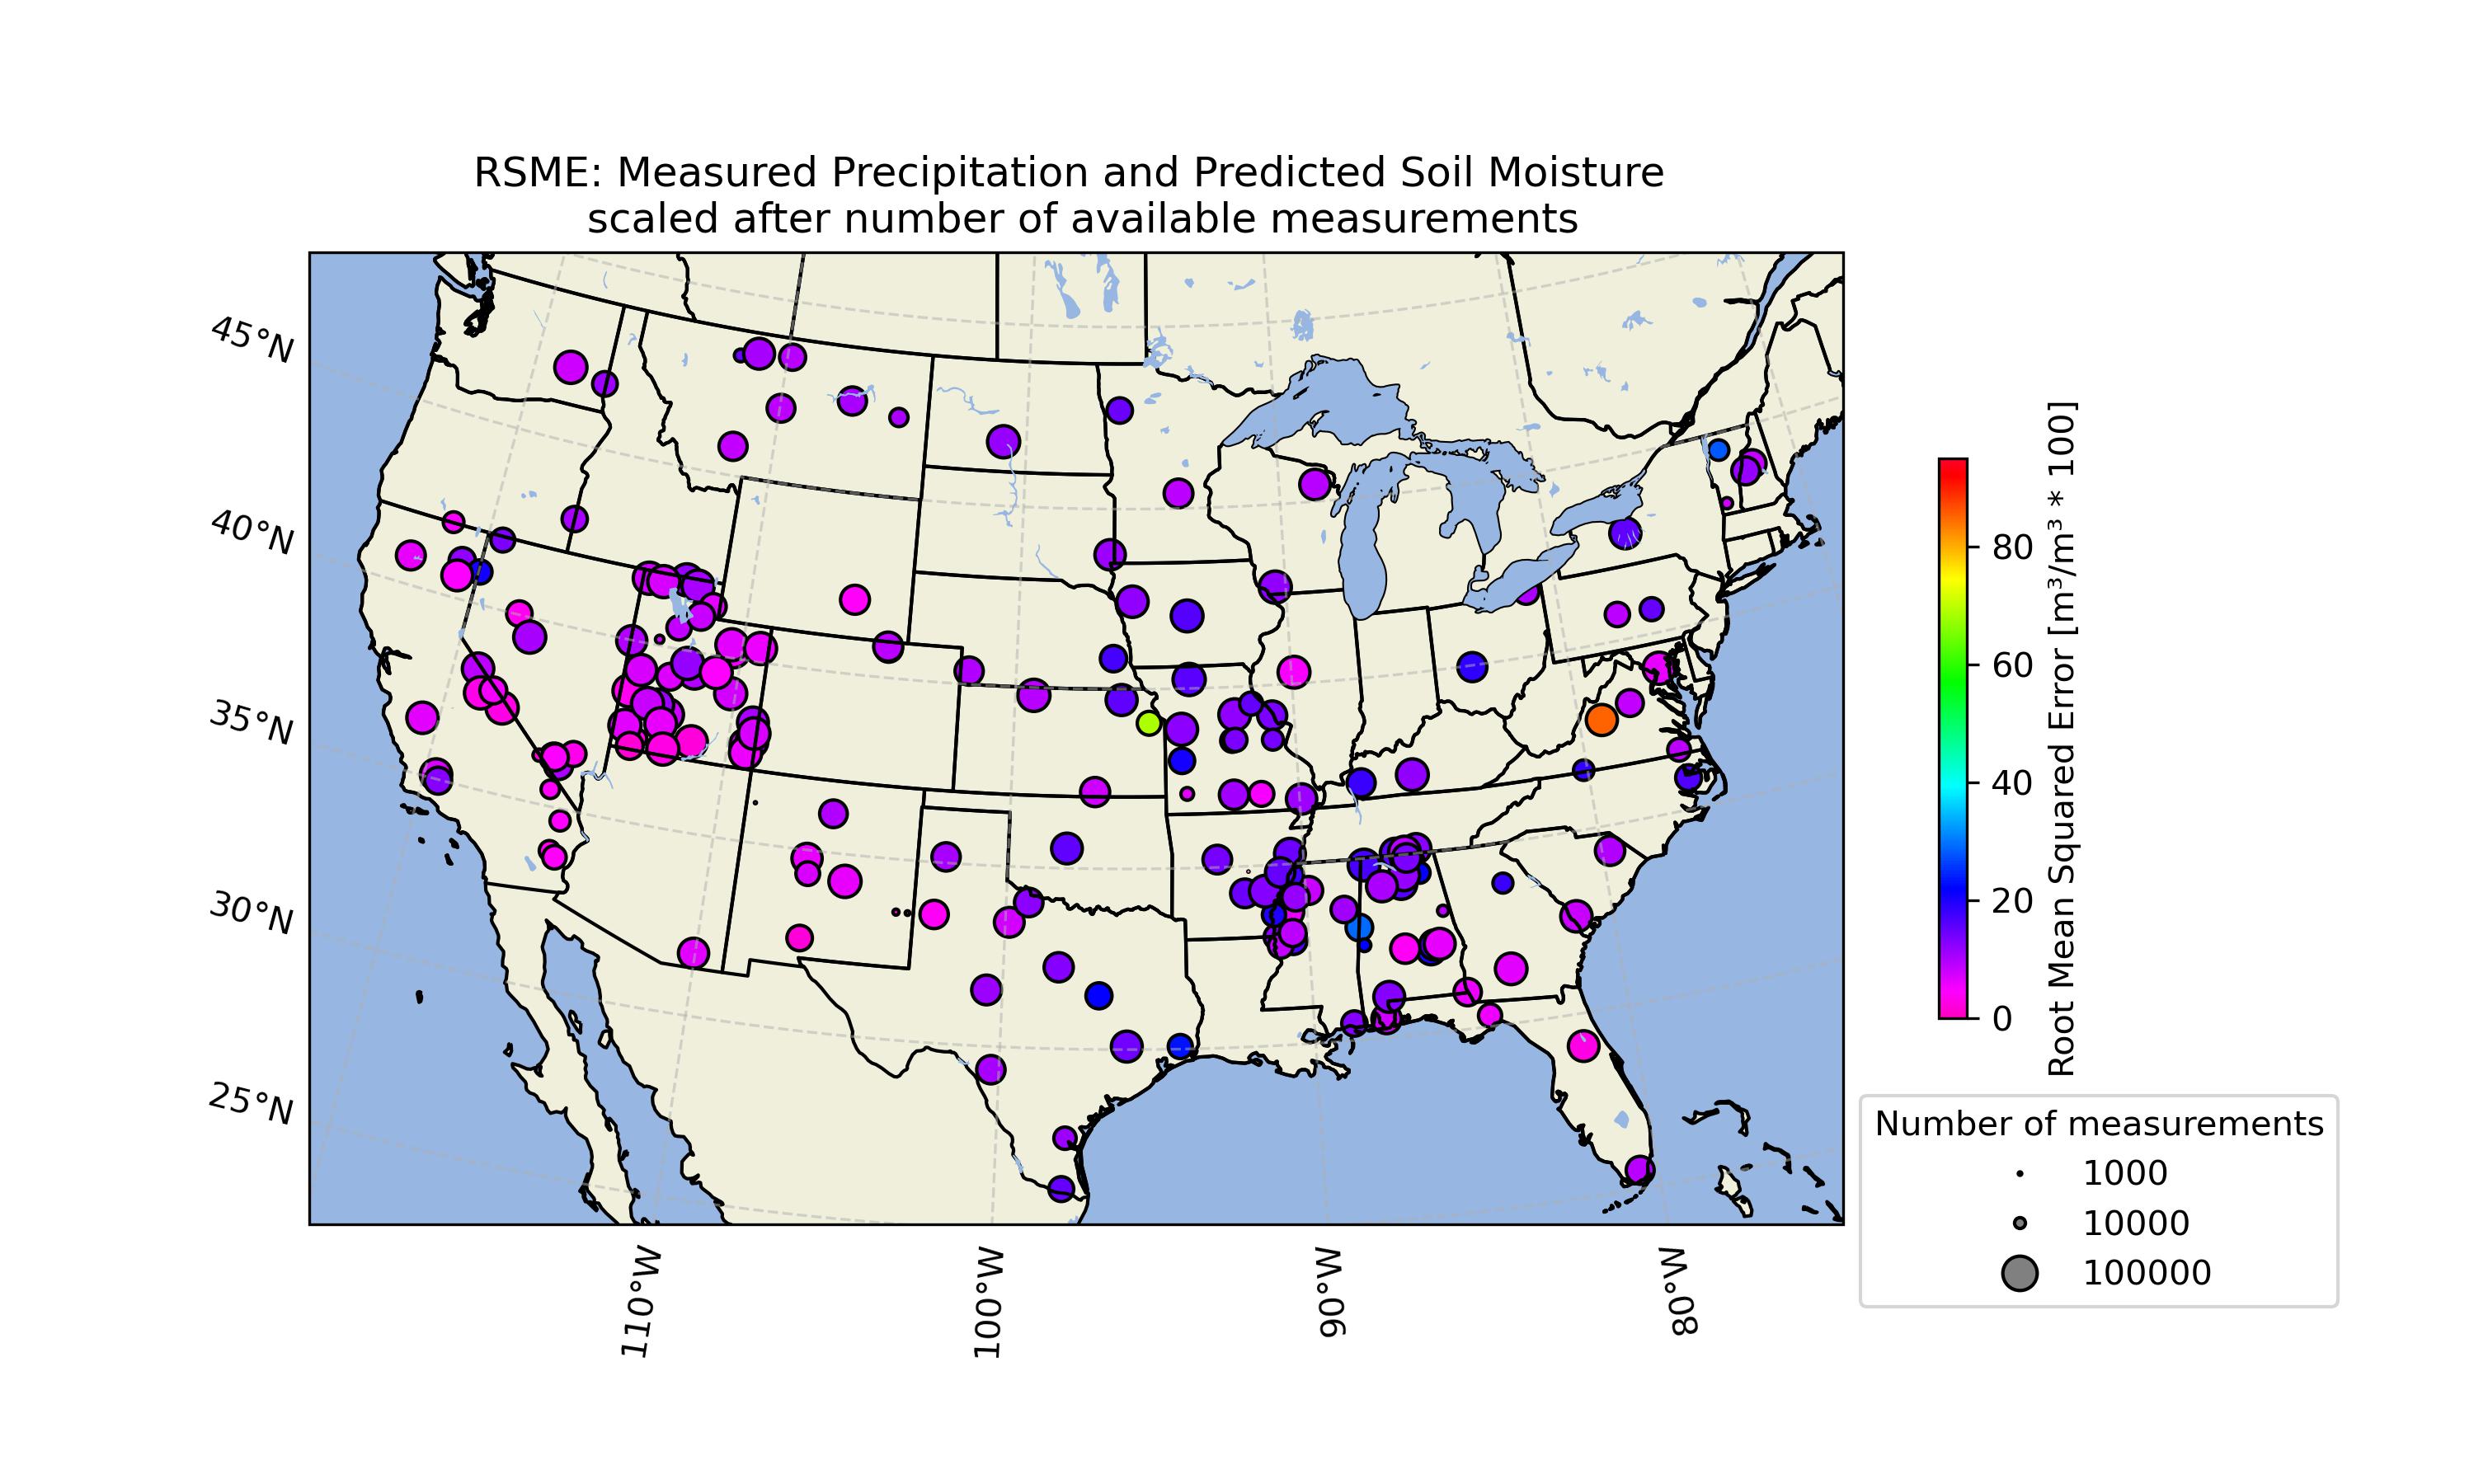 RSME: Measured Precipitation and Predicted Soil Moisture
scaled after number of available measurements
45°N
40°N
35°N
30°N
25°N
110°W
100°W
90°W
80°W
80
60
40
20
0
Root Mean Squared Error [m³/m³ * 100]
Number of measurements
1000
10000
100000